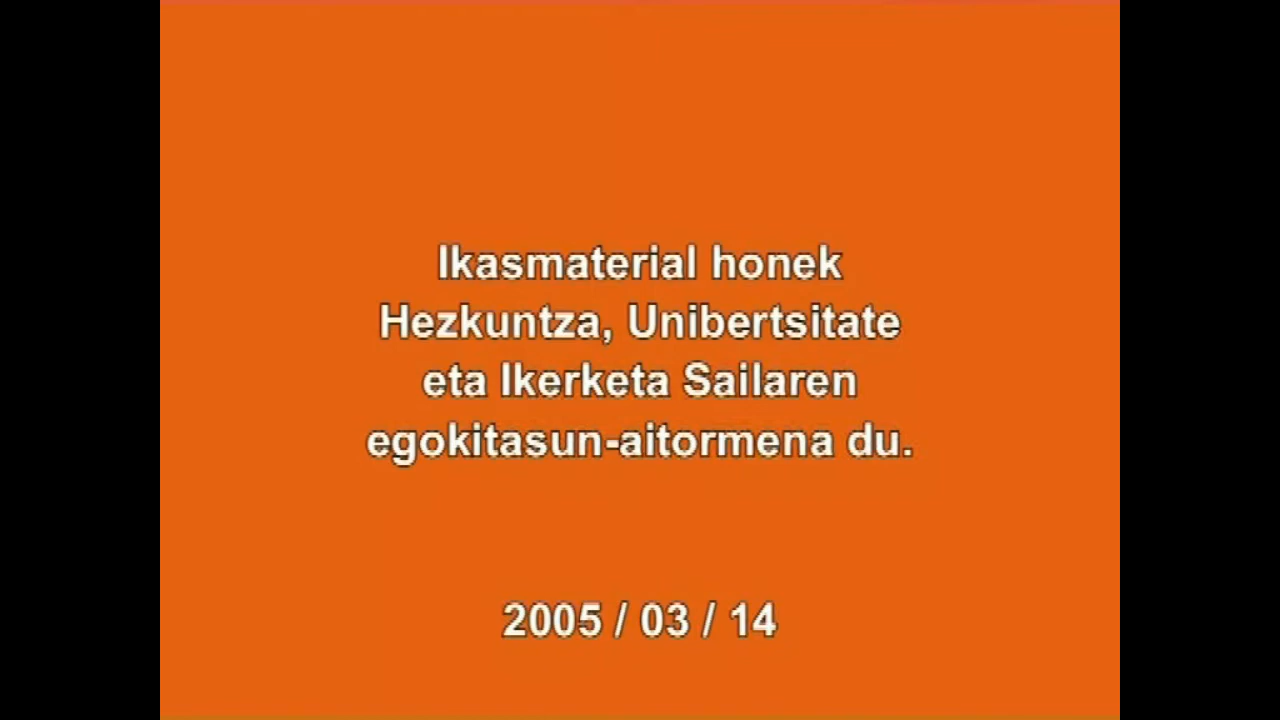 Ikasmaterial honek
Hezkuntza, Unibertsitate
eta Ikerketa Sailaren
egokitasun-aitormena du.
2005 / 03 / 14